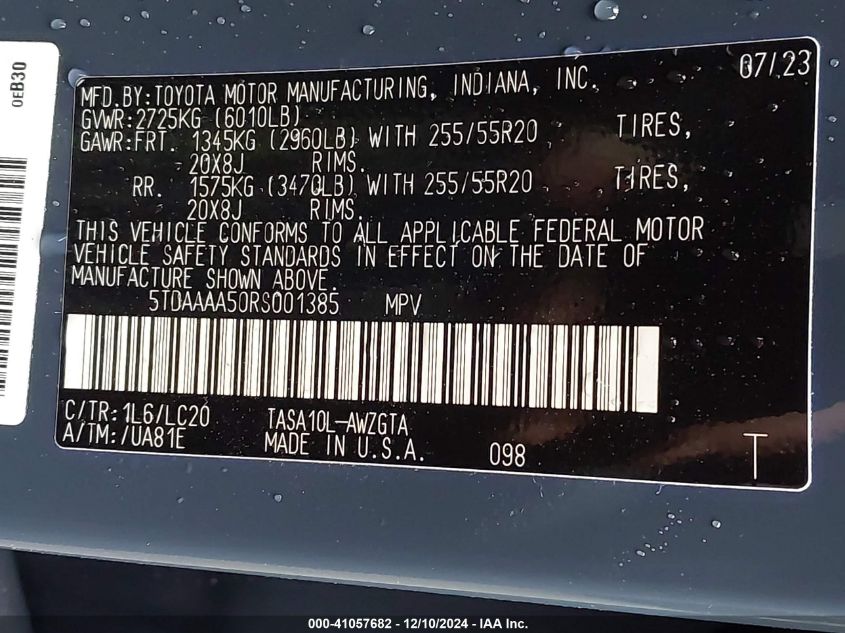 0EB30
07/23
MFD.BY:TOYOTA MOTOR MANUFACTURING, INDIANA, INC.
GVWR:2725KG (6010LB)
GAWR:FRT. 1345KG (2960LB) WITH 255/55R20 TIRES,
20X8J RIMS.
RR. 1575KG (3470LB) WITH 255/55R20 TIRES,
20X8J RIMS.
THIS VEHICLE CONFORMS TO ALL APPLICABLE FEDERAL MOTOR
VEHICLE SAFETY STANDARDS IN EFFECT ON THE DATE OF
MANUFACTURE SHOWN ABOVE.
5TDAAAA50RS001385 MPV
C/TR:1L6/LC20 TASA10L-AWZGTA
A/TM:/UA81E MADE IN U.S.A. 098 T
000-41057682 - 12/10/2024 - IAA Inc.